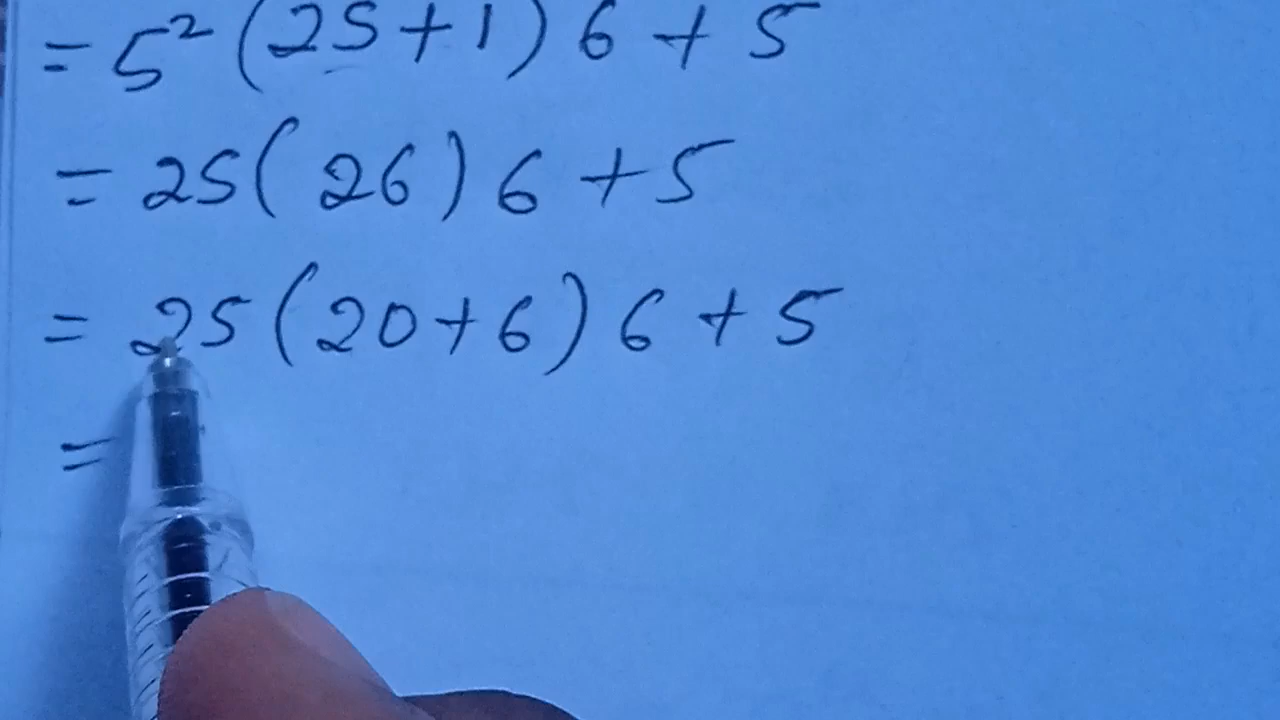 = 5² (25 + 1) 6 + 5
= 25 ( 26 ) 6 + 5
= 25 (20 + 6) 6 + 5
=